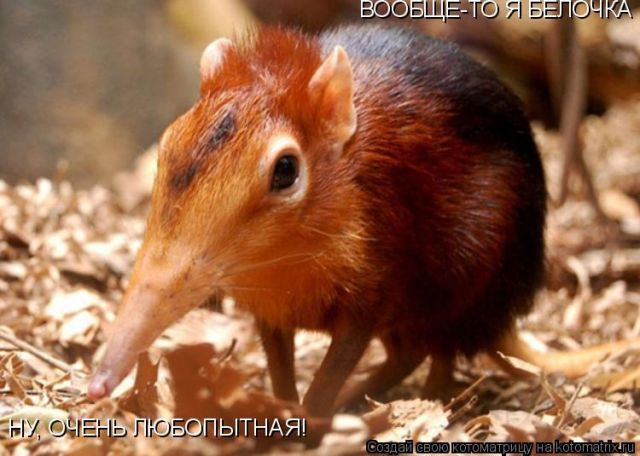 ВООБЩЕ-ТО Я БЕЛОЧКА
НУ, ОЧЕНЬ ЛЮБОПЫТНАЯ!
Создай свою котоматрицу на kotomatrix.ru